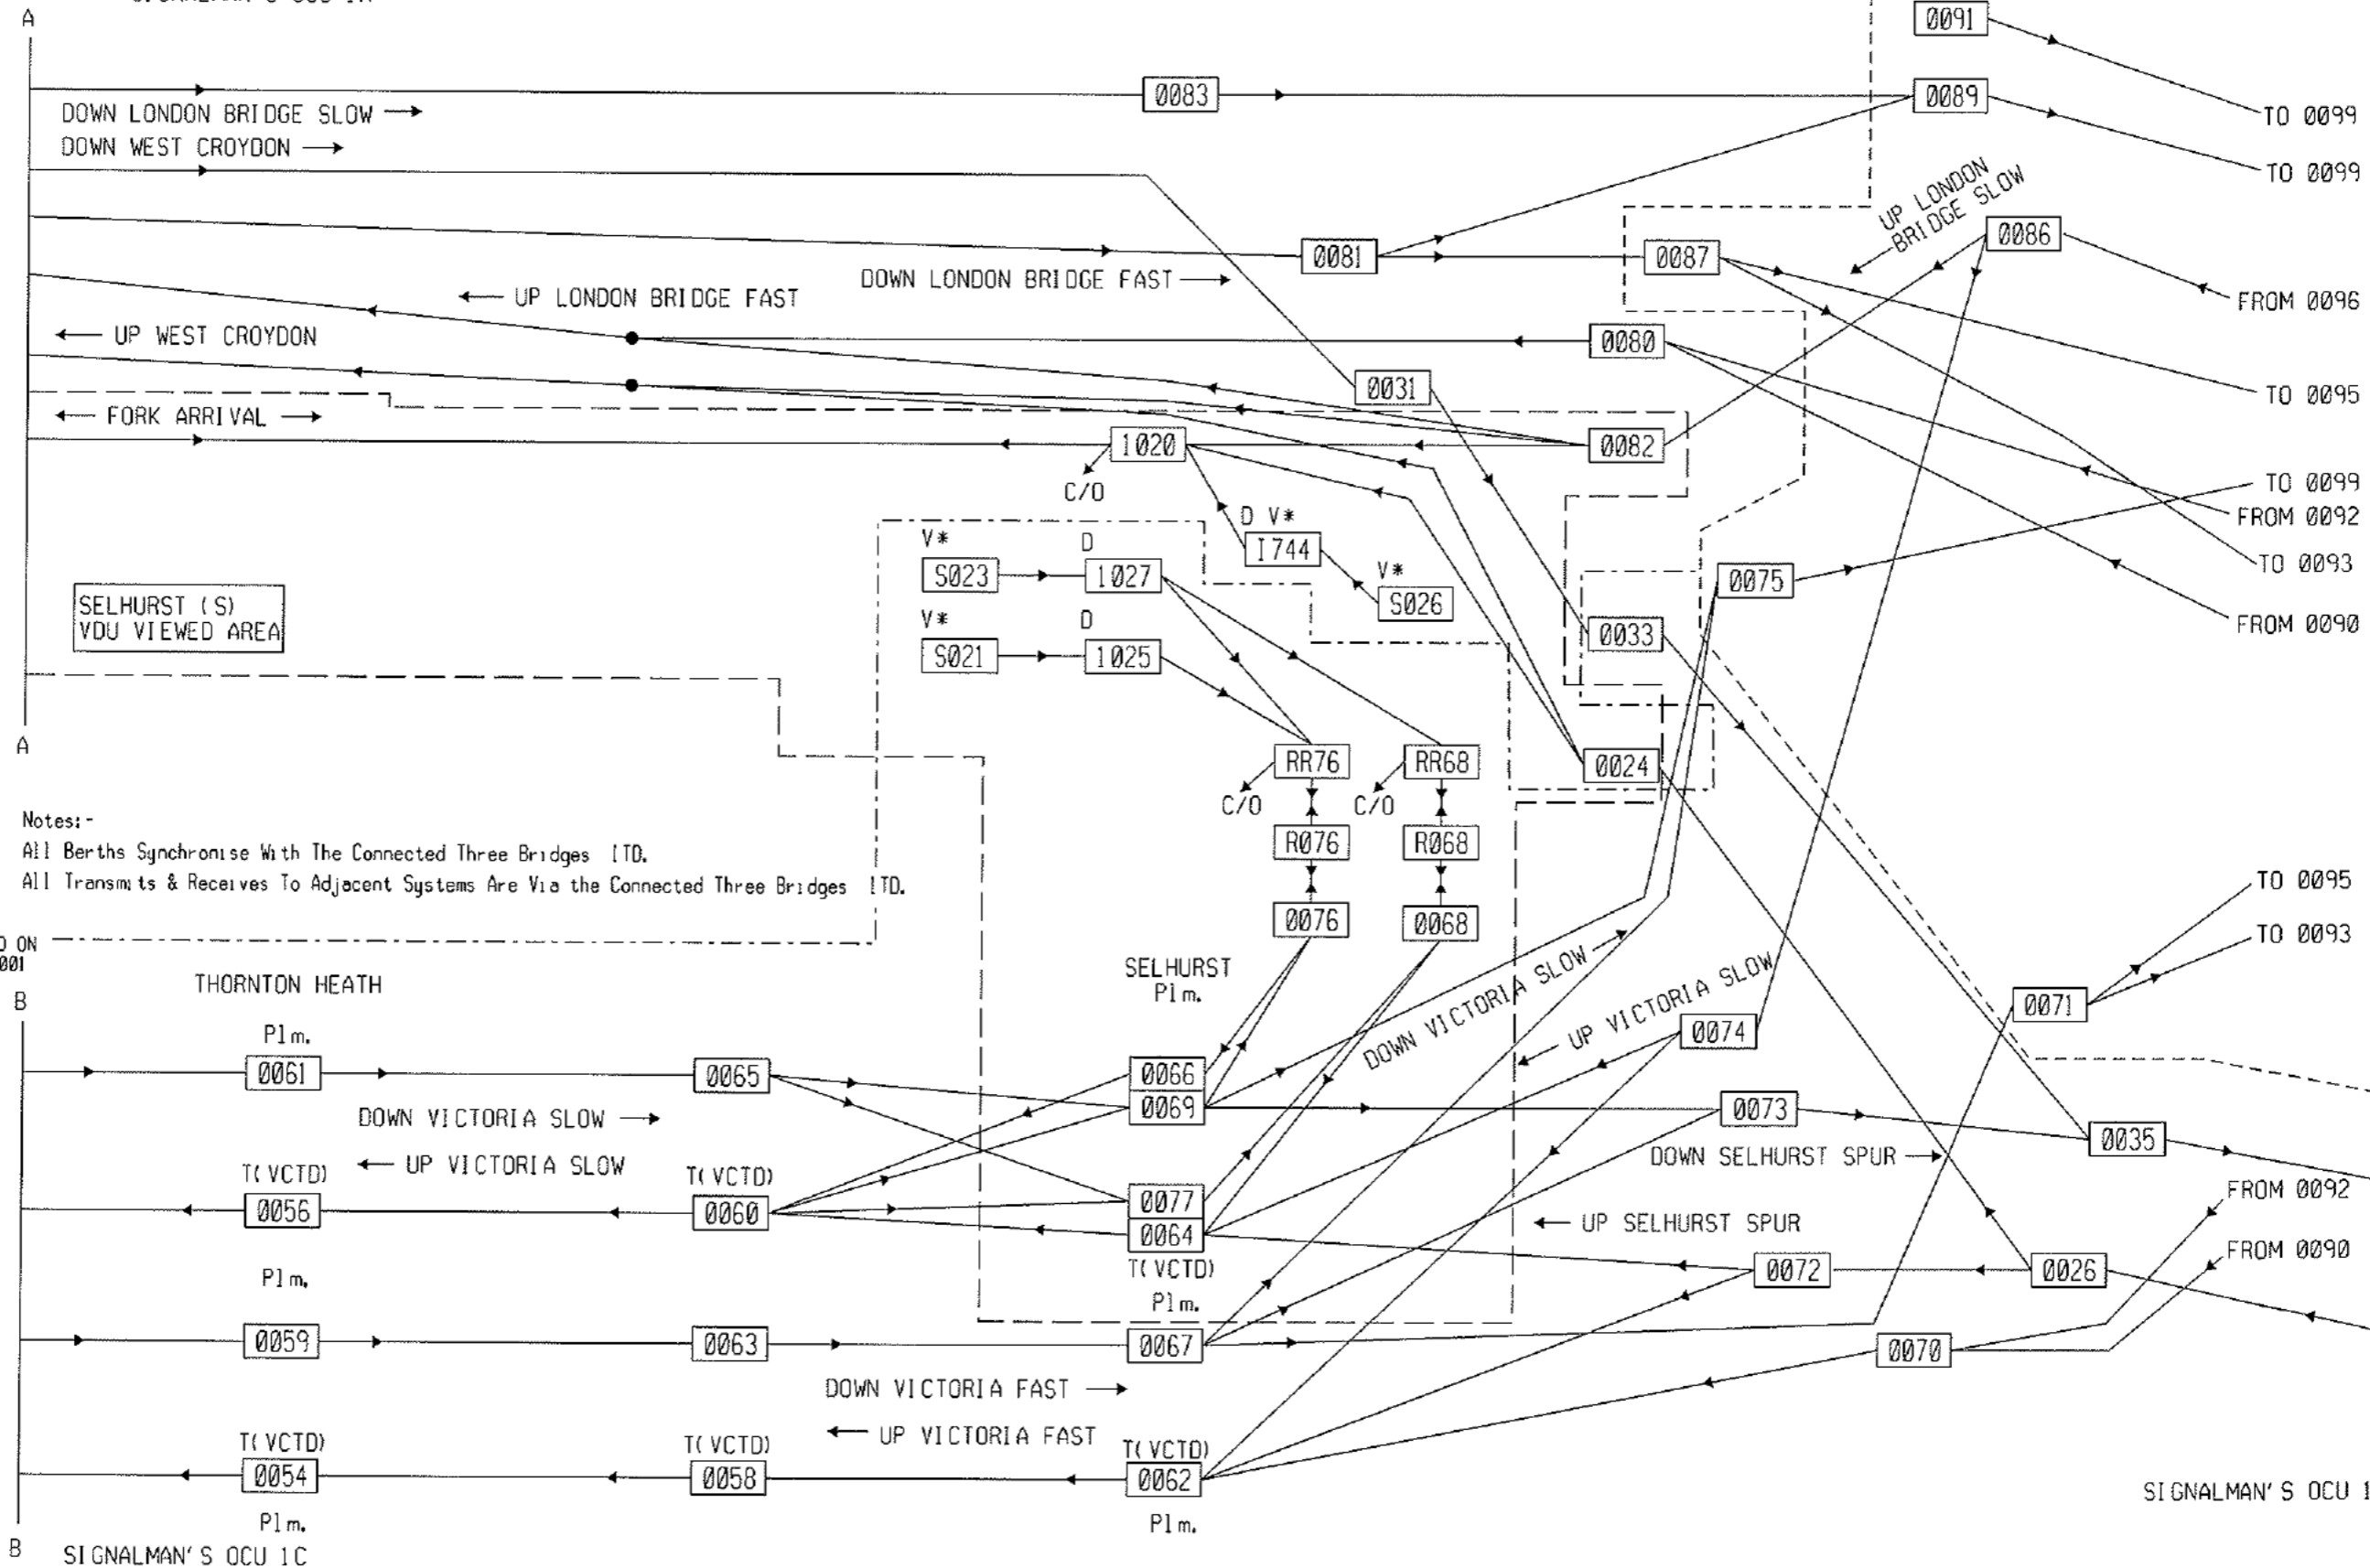 A
0091
0083
0089
DOWN LONDON BRIDGE SLOW →
TO 0099
DOWN WEST CROYDON →
TO 0099
UP LONDON
BRIDGE SLOW
0086
0081
DOWN LONDON BRIDGE FAST →
0087
← UP LONDON BRIDGE FAST
FROM 0096
← UP WEST CROYDON
0080
0031
TO 0095
← FORK ARRIVAL →
1020
0082
C/O
TO 0099
D V*
FROM 0092
V*
D
I744
S023
1027
V*
TO 0093
0075
SELHURST (S)
VDU VIEWED AREA
S026
V*
D
FROM 0090
0033
S021
1025
A
RR76
RR68
0024
C/O
C/O
Notes:-
R076
R068
All Berths Synchronise With The Connected Three Bridges ITD.
All Transmits & Receives To Adjacent Systems Are Via the Connected Three Bridges ITD.
TO 0095
0076
0068
TO 0093
ON
001
THORNTON HEATH
SELHURST
Plm.
DOWN VICTORIA SLOW
UP VICTORIA SLOW
B
0071
Plm.
0074
0061
0065
0066
0069
0073
DOWN VICTORIA SLOW →
0035
← UP VICTORIA SLOW
DOWN SELHURST SPUR →
T(VCTD)
T(VCTD)
FROM 0092
0056
0060
0077
← UP SELHURST SPUR
0064
FROM 0090
T(VCTD)
0072
0026
Plm.
Plm.
0059
0063
0067
0070
DOWN VICTORIA FAST →
← UP VICTORIA FAST
T(VCTD)
T(VCTD)
T(VCTD)
0054
0058
0062
SIGNALMAN'S OCU 1
Plm.
Plm.
B
SIGNALMAN'S OCU 1C